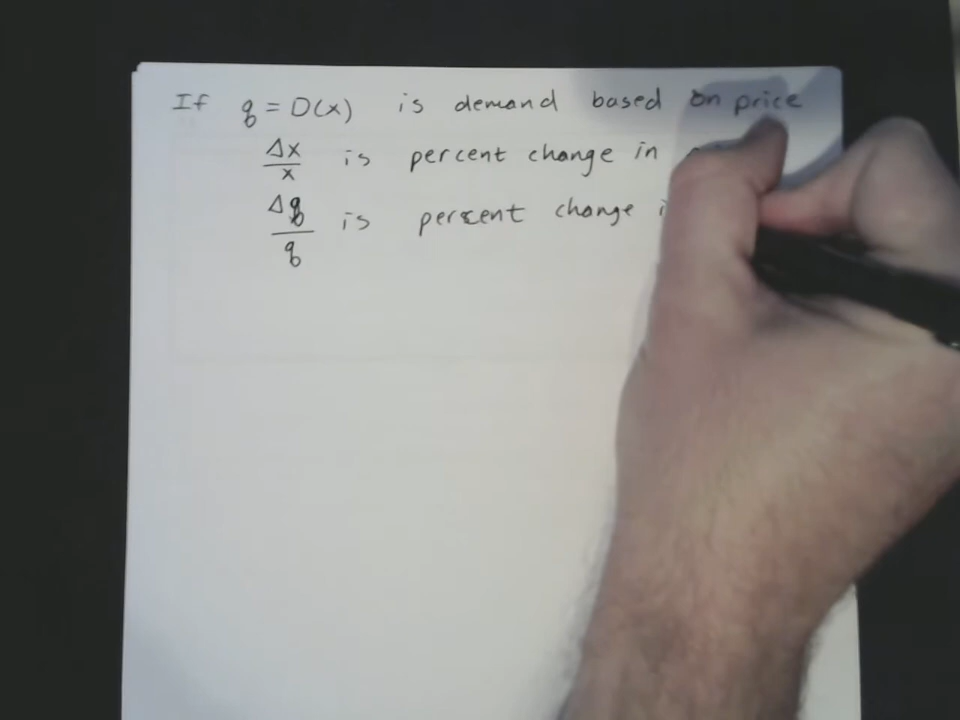 If q = D(x) is demand based on price
Δx/x is percent change in
Δq/q is percent change